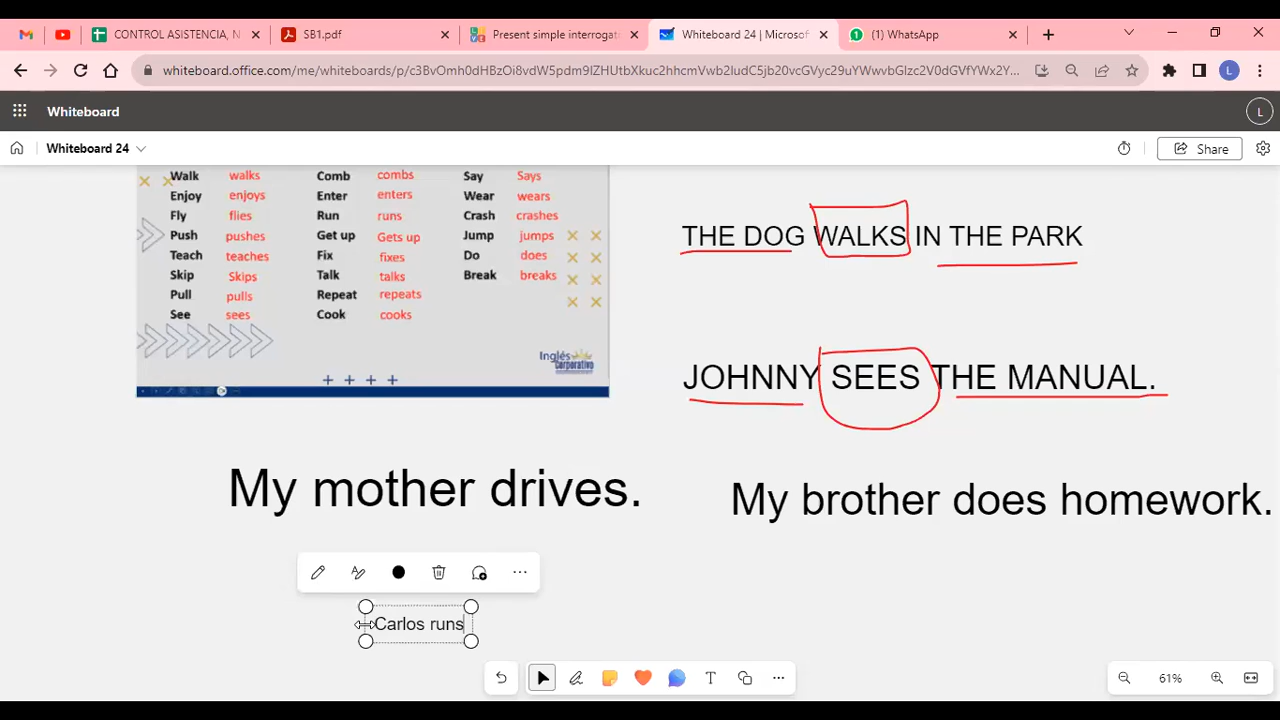 CONTROL ASISTENCIA, N
SB1.pdf
Present simple interrogati
Whiteboard 24 | Microsof
(1) WhatsApp
whiteboard.office.com/me/whiteboards/p/c3BvOmh0dHBzOi8vdW5pdm9IZHUtbXkuc2hhcmVwb2ludC5jb20vcGVyc29uYWwvbGlzc2V0dGVfYWx2Y...
L
Whiteboard
L
Whiteboard 24
Share
Walk walks Comb combs Say Says
Enjoy enjoys Enter enters Wear wears
Fly flies Run runs Crash crashes
Push pushes Get up Gets up Jump jumps
Teach teaches Fix fixes Do does
Skip Skips Talk talks Break breaks
Pull pulls Repeat repeats
See sees Cook cooks
Inglés
Corporativo
THE DOG WALKS IN THE PARK
JOHNNY SEES THE MANUAL.
My mother drives.
My brother does homework.
Carlos runs
61%